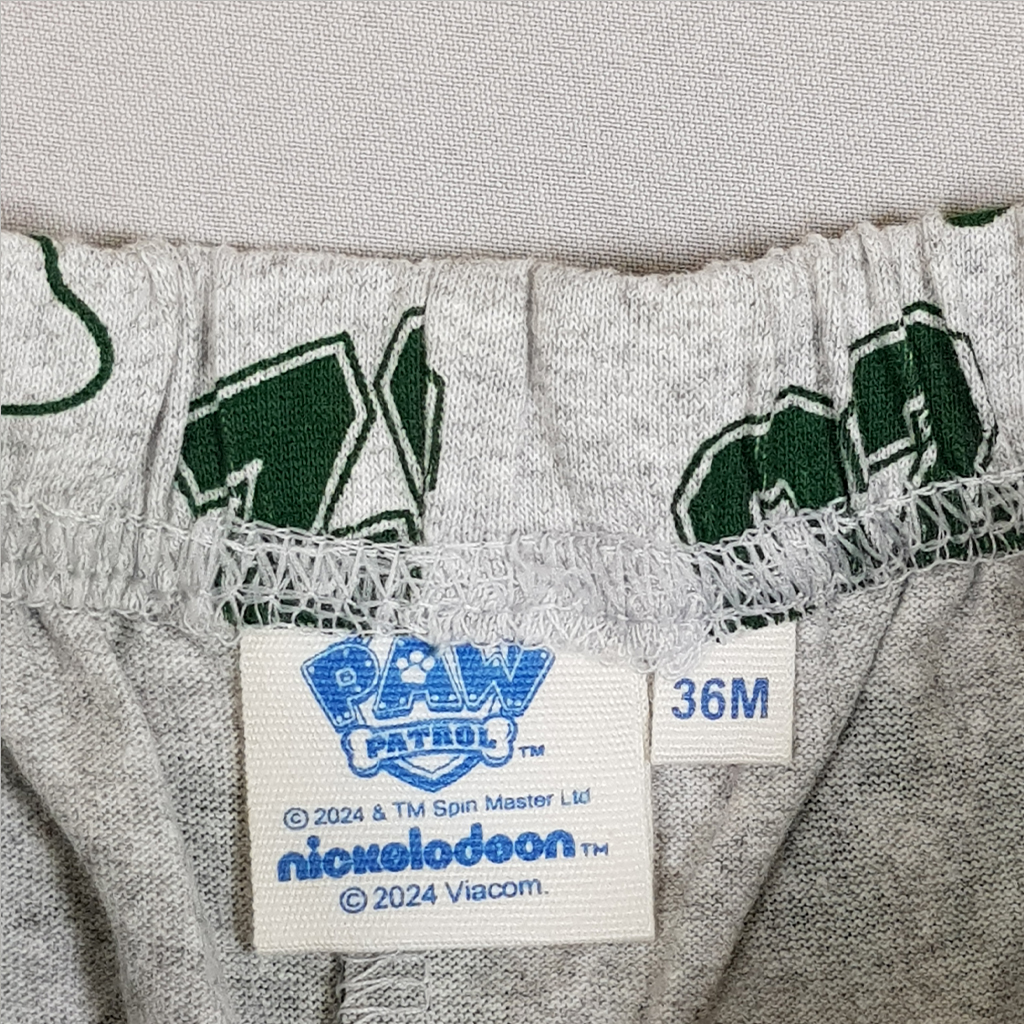 PAW
PATROL TM
36M
© 2024 & TM Spin Master Ltd
nickelodeon TM
© 2024 Viacom.